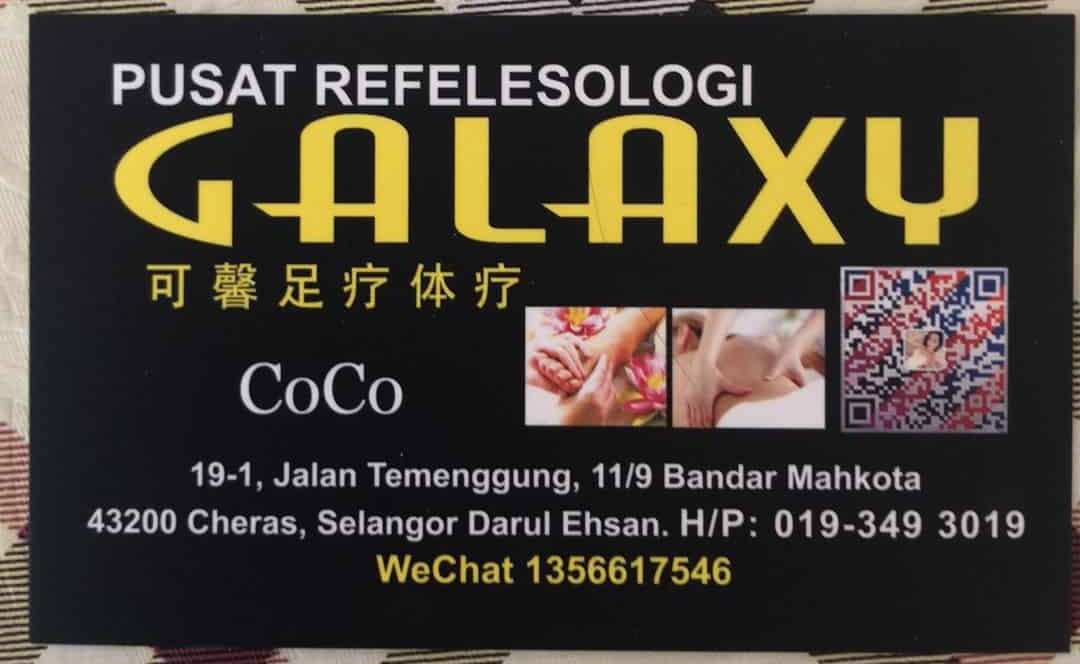 PUSAT REFELESOLOGI
GALAXY
可馨足疗体疗
CoCo
19-1, Jalan Temenggung, 11/9 Bandar Mahkota
43200 Cheras, Selangor Darul Ehsan. H/P: 019-349 3019
WeChat 1356617546